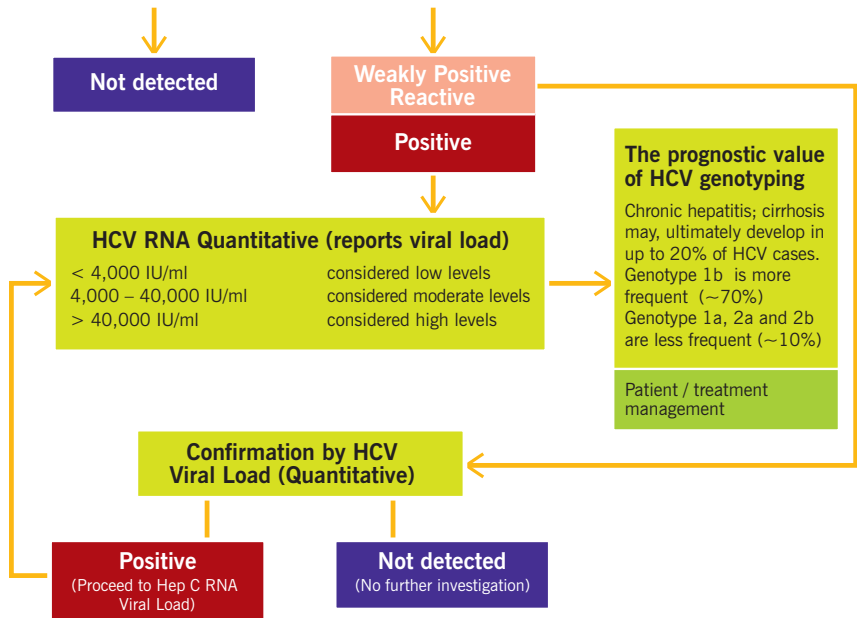 Not detected
Weakly Positive
Reactive
Positive
HCV RNA Quantitative (reports viral load)
< 4,000 IU/ml considered low levels
4,000 – 40,000 IU/ml considered moderate levels
> 40,000 IU/ml considered high levels
The prognostic value
of HCV genotyping
Chronic hepatitis; cirrhosis
may, ultimately develop in
up to 20% of HCV cases.
Genotype 1b is more
frequent (~70%)
Genotype 1a, 2a and 2b
are less frequent (~10%)
Patient / treatment
management
Confirmation by HCV
Viral Load (Quantitative)
Positive
(Proceed to Hep C RNA
Viral Load)
Not detected
(No further investigation)